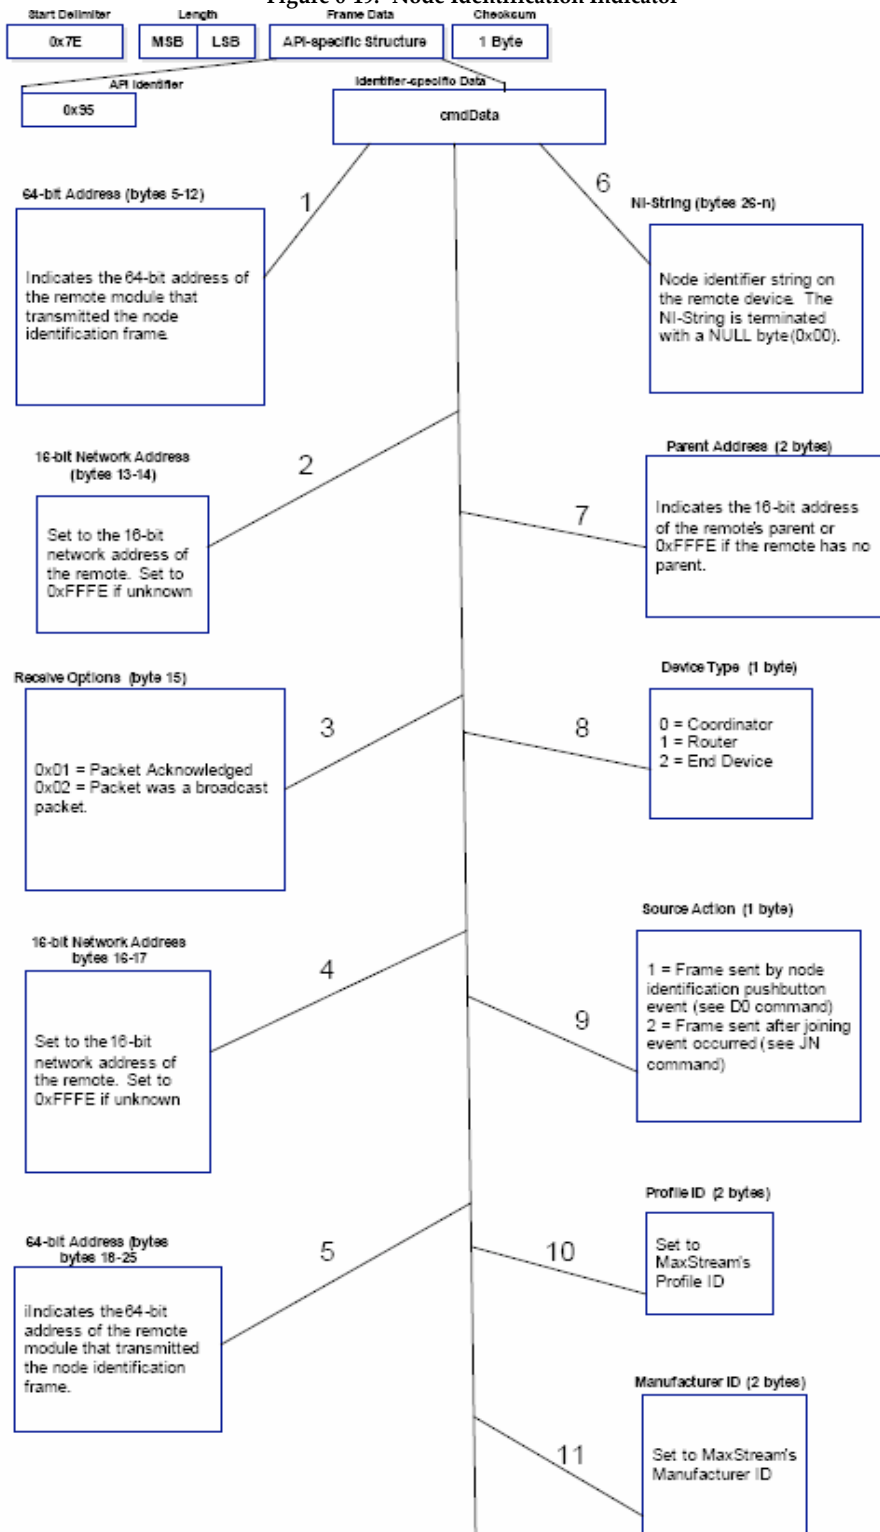 Figure 6-19. Node Identification Indicator
Start Delimiter
Length
Frame Data
Checksum
0x7E
MSB
LSB
API-specific Structure
1 Byte
API Identifier
Identifier-specific Data
0x95
cmdData
1
64-bit Address (bytes 5-12)
Indicates the 64-bit address of
the remote module that
transmitted the node
identification frame.
6
NI-String (bytes 26-n)
Node identifier string on
the remote device. The
NI-String is terminated
with a NULL byte (0x00).
2
16-bit Network Address
(bytes 13-14)
Set to the 16-bit
network address of
the remote. Set to
0xFFFE if unknown
7
Parent Address (2 bytes)
Indicates the 16-bit address
of the remote's parent or
0xFFFE if the remote has no
parent.
3
Receive Options (byte 15)
0x01 = Packet Acknowledged
0x02 = Packet was a broadcast
packet.
8
Device Type (1 byte)
0 = Coordinator
1 = Router
2 = End Device
4
16-bit Network Address
bytes 16-17
Set to the 16-bit
network address of
the remote. Set to
0xFFFE if unknown
9
Source Action (1 byte)
1 = Frame sent by node
identification pushbutton
event (see D0 command)
2 = Frame sent after joining
event occurred (see JN
command)
5
64-bit Address (bytes
bytes 18-25
iIndicates the 64-bit
address of the remote
module that transmitted
the node identification
frame.
10
Profile ID (2 bytes)
Set to
MaxStream's
Profile ID
11
Manufacturer ID (2 bytes)
Set to MaxStream's
Manufacturer ID